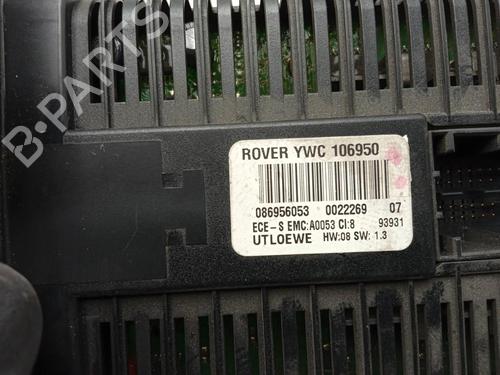 B-PARTS
ROVER YWC 106950
086956053 0022269 07
ECE-S EMC:A0053 CI:8 93931
UTLOEWE HW:08 SW: 1.3